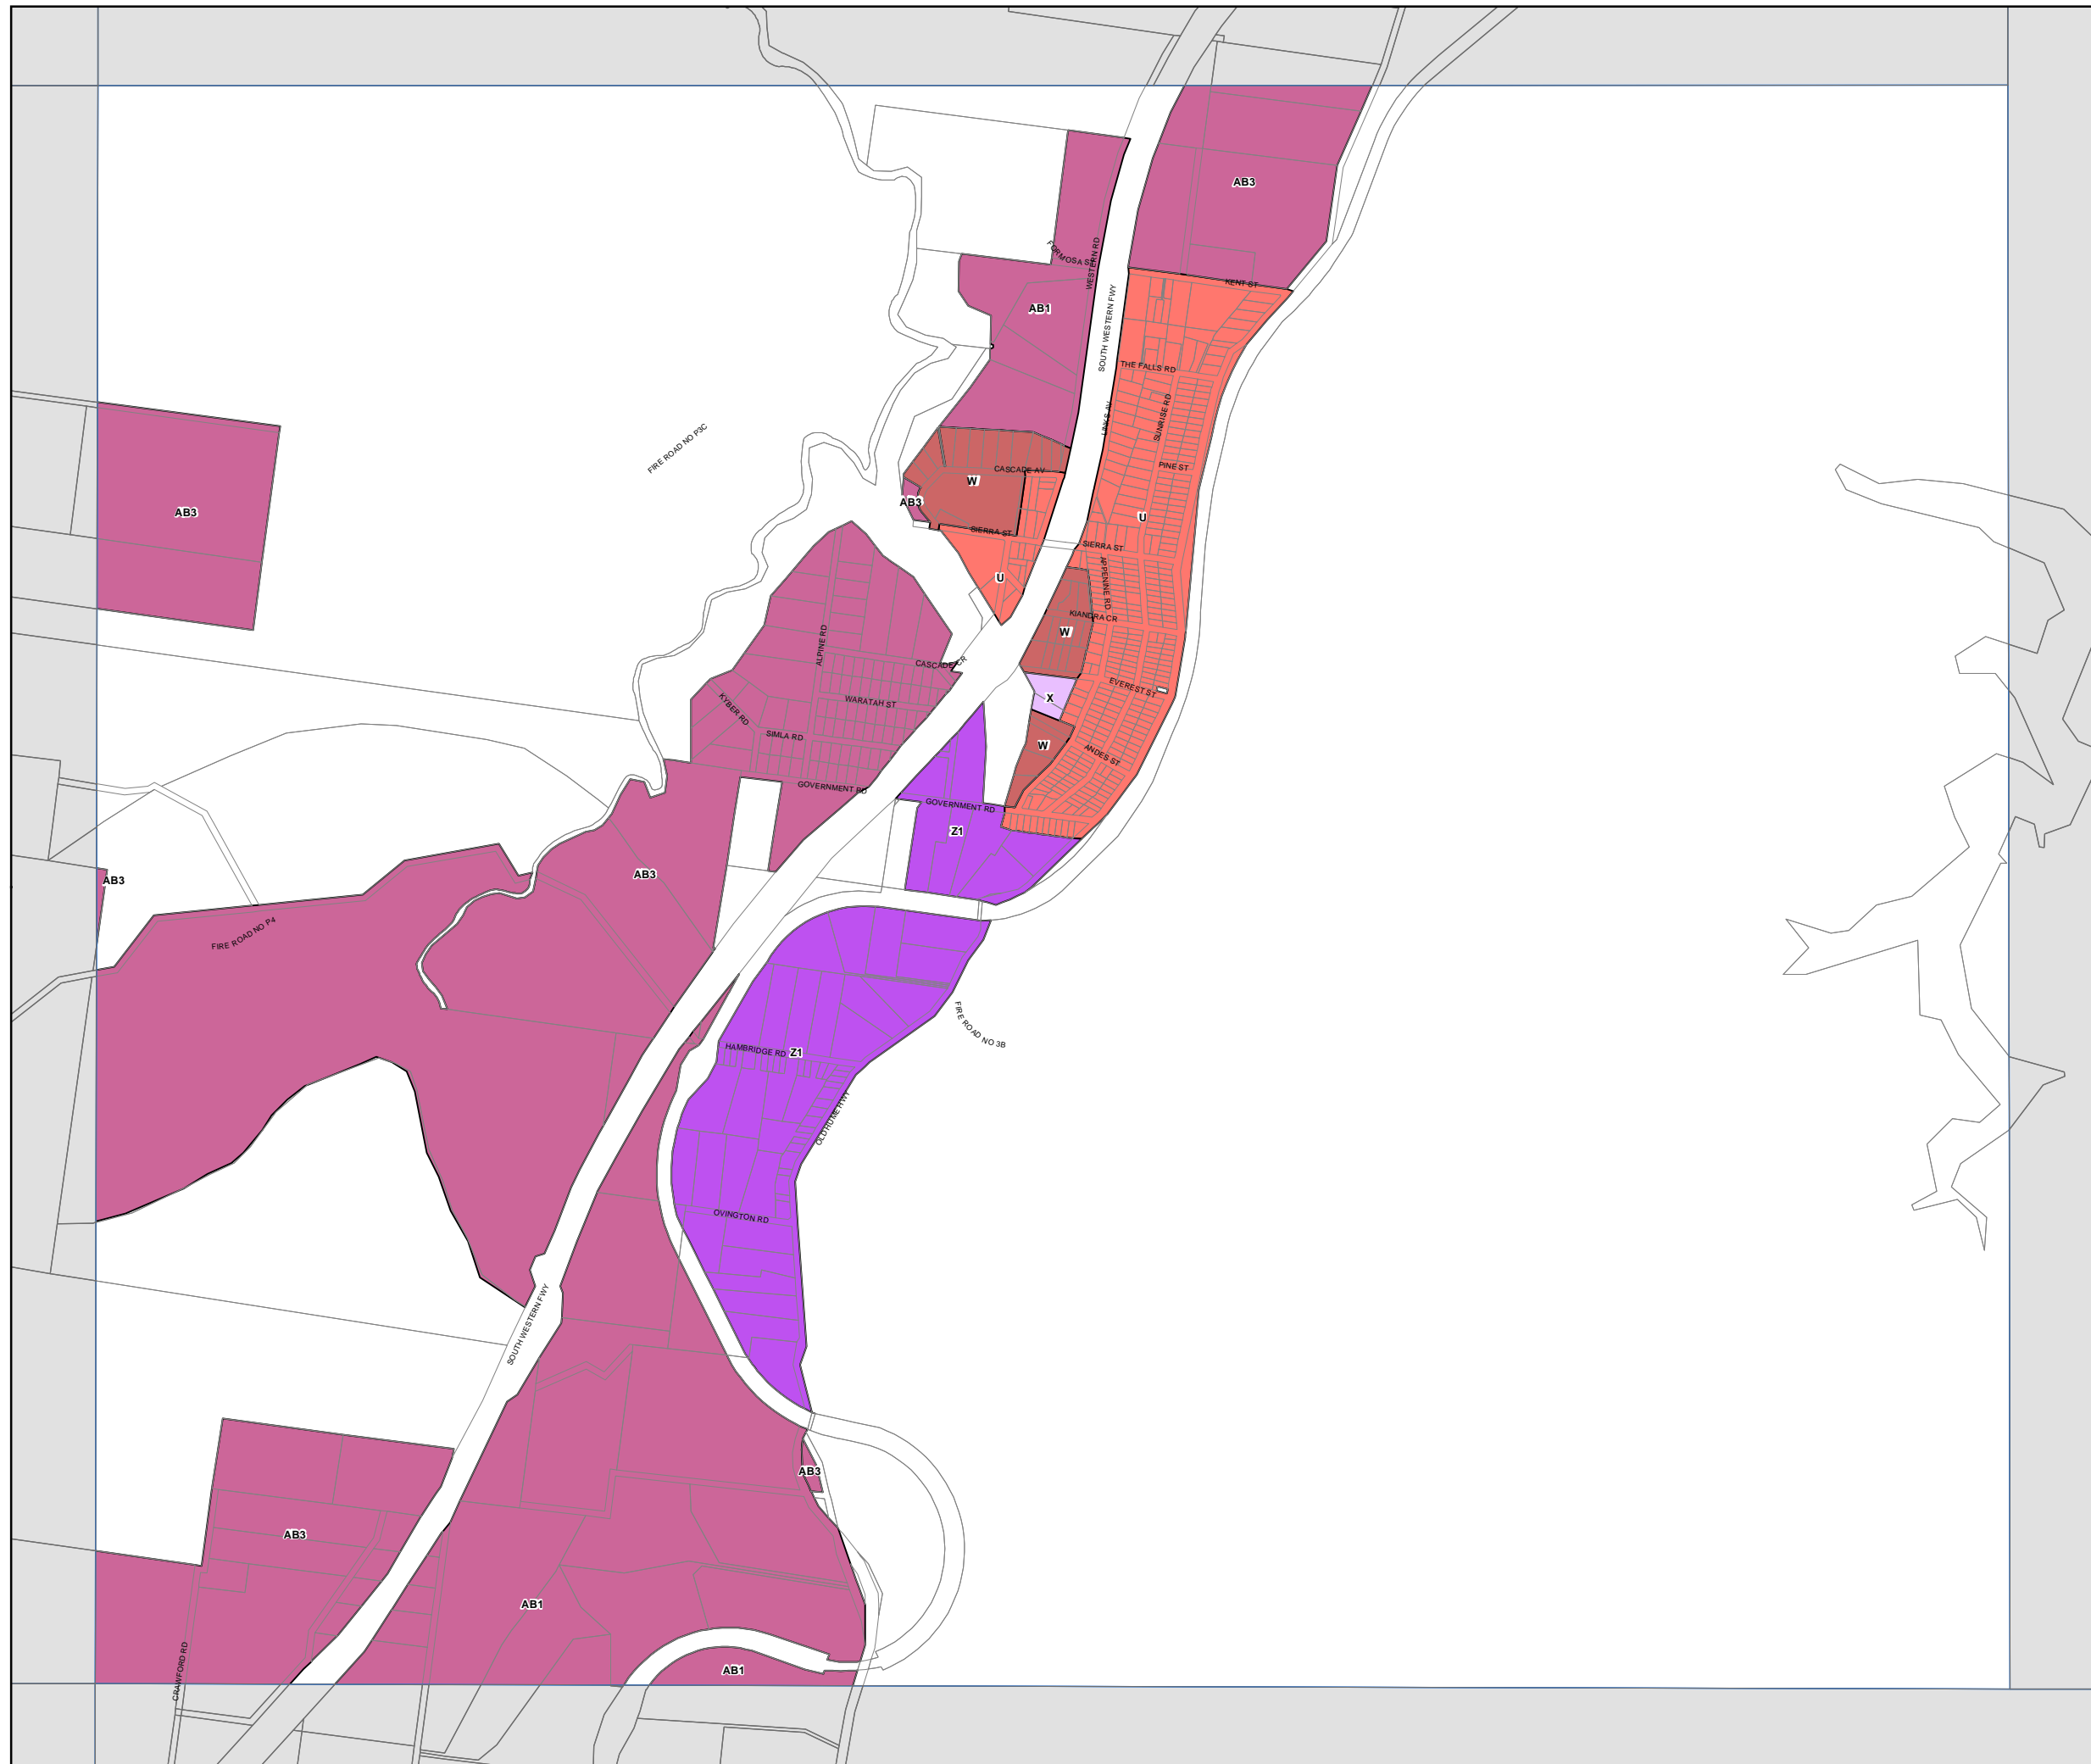 AB3
WESTERN RD
FORMOSA ST
KENT ST
AB1
SOUTH WESTERN FWY
THE FALLS RD
LINKS AV
SUNRISE RD
FIRE ROAD NO P3C
PINE ST
CASCADE AV
W
AB3
AB3
U
SIERRA ST
SIERRA ST
U
APPENINE RD
KIANDRA CR
W
ALPINE RD
CASCADE CR
EVEREST ST
X
WARATAH ST
KYBER RD
SIMLA RD
W
ANDES ST
GOVERNMENT RD
GOVERNMENT RD
Z1
AB3
AB3
FIRE ROAD NO P4
FIRE ROAD NO 3B
HAMBRIDGE RD
Z1
OLD HUME HWY
OVINGTON RD
SOUTH WESTERN FWY
AB3
AB3
AB1
CRAWFORD RD
AB1